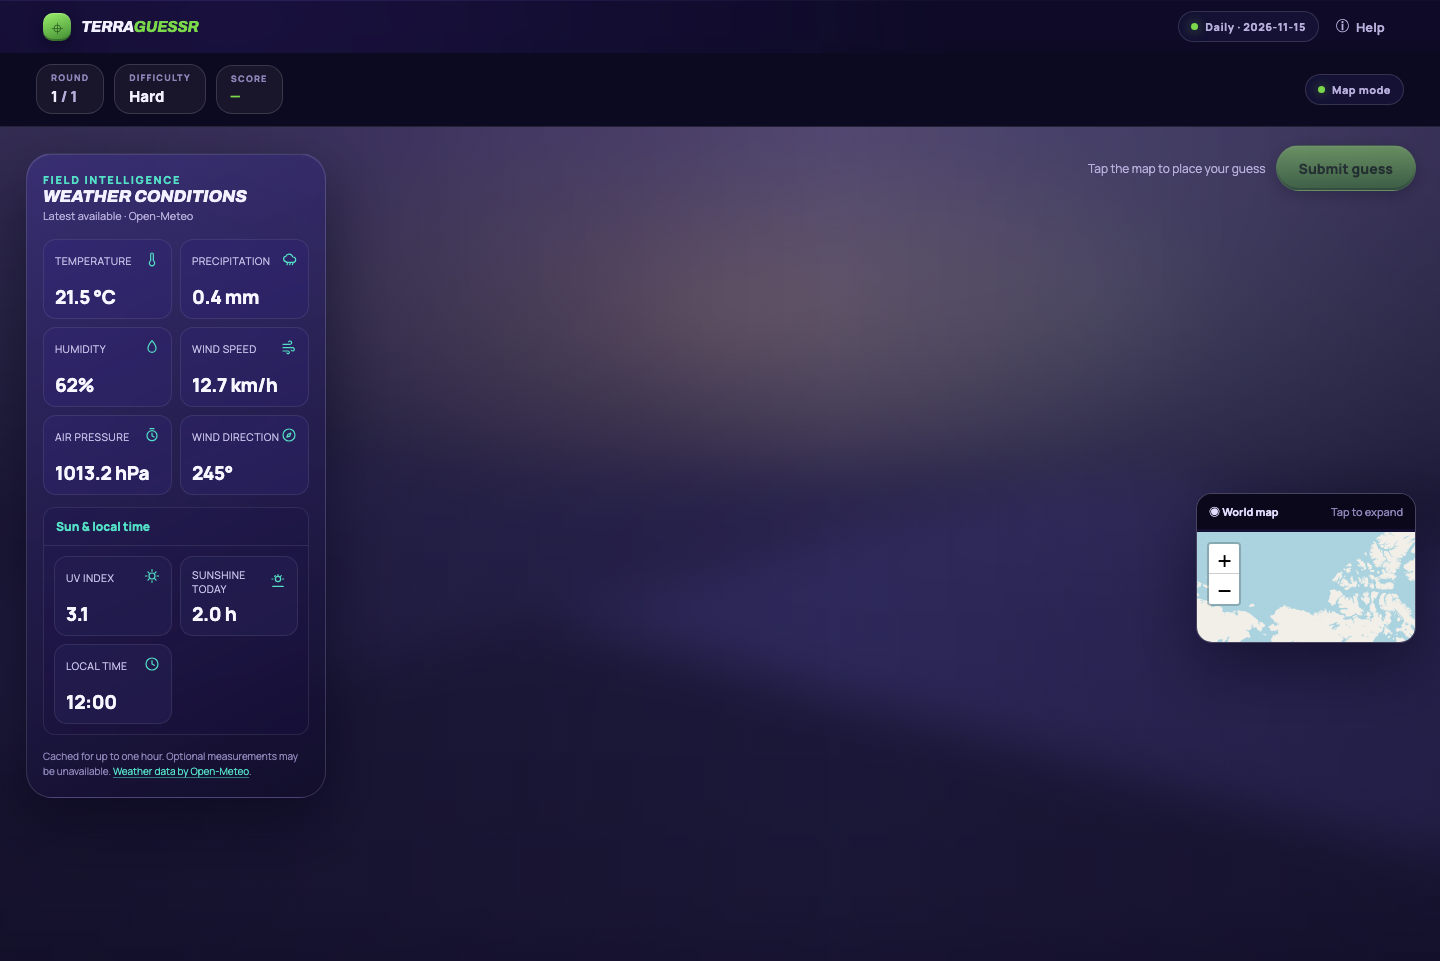 TERRAGUESSR
Daily · 2026-11-15
Help
ROUND
1 / 1
DIFFICULTY
Hard
SCORE
–
Map mode
FIELD INTELLIGENCE
WEATHER CONDITIONS
Latest available · Open-Meteo
TEMPERATURE
21.5 °C
PRECIPITATION
0.4 mm
HUMIDITY
62%
WIND SPEED
12.7 km/h
AIR PRESSURE
1013.2 hPa
WIND DIRECTION
245°
Sun & local time
UV INDEX
3.1
SUNSHINE
TODAY
2.0 h
LOCAL TIME
12:00
Cached for up to one hour. Optional measurements may
be unavailable. Weather data by Open-Meteo.
Tap the map to place your guess
Submit guess
World map
Tap to expand
+
−